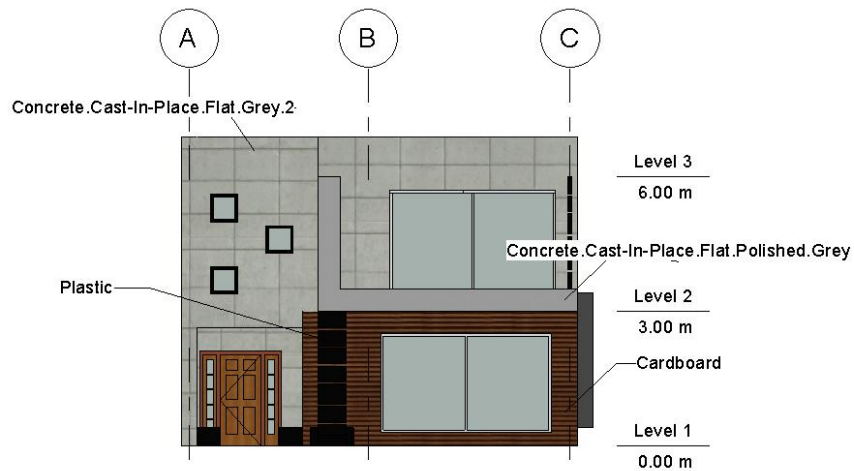 A
B
C
Concrete.Cast-In-Place.Flat.Grey.2
Level 3
6.00 m
Concrete.Cast-In-Place.Flat.Polished.Grey
Plastic
Level 2
3.00 m
Cardboard
Level 1
0.00 m